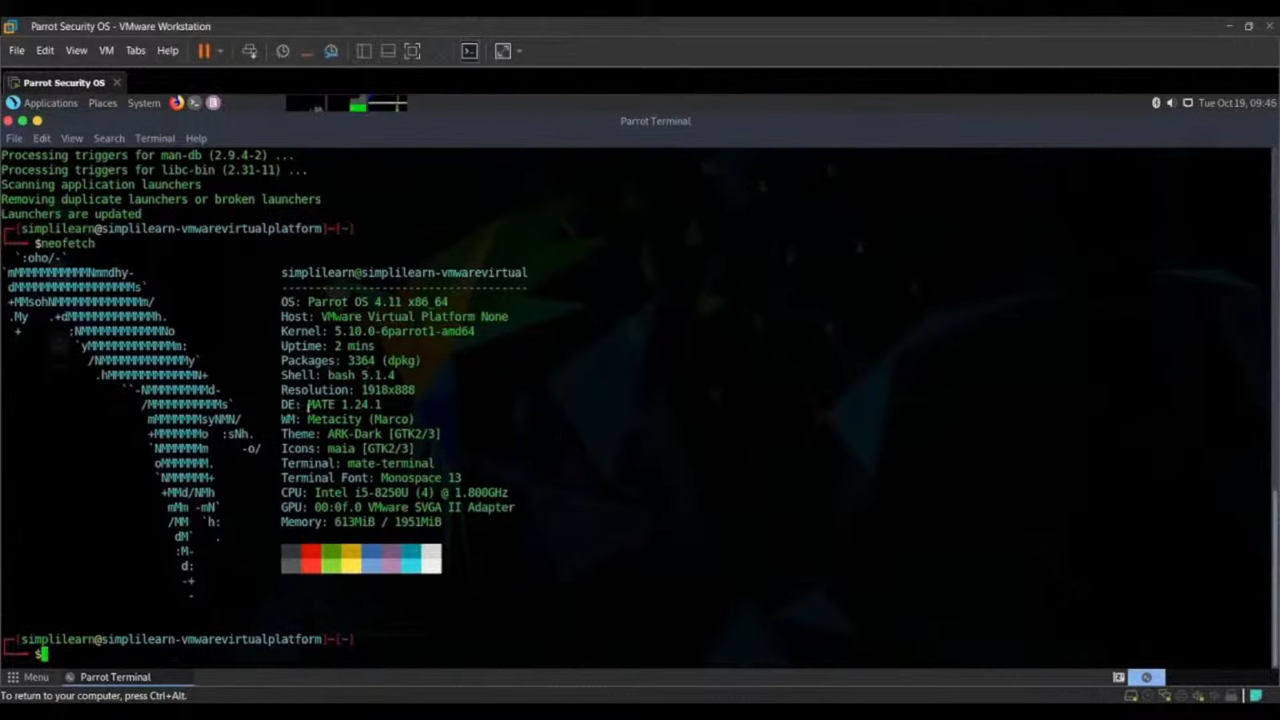 Parrot Security OS - VMware Workstation
File Edit View VM Tabs Help
Parrot Security OS
Applications Places System Tue Oct 19, 09:46
Parrot Terminal
File Edit View Search Terminal Help
Processing triggers for man-db (2.9.4-2) ...
Processing triggers for libc-bin (2.31-11) ...
Scanning application launchers
Removing duplicate launchers or broken launchers
Launchers are updated
[simplilearn@simplilearn-vmwarevirtualplatform]-[~]
$neofetch
simplilearn@simplilearn-vmwarevirtual
-------------------------------------
OS: Parrot OS 4.11 x86_64
Host: VMware Virtual Platform None
Kernel: 5.10.0-6parrot1-amd64
Uptime: 2 mins
Packages: 3364 (dpkg)
Shell: bash 5.1.4
Resolution: 1918x888
DE: MATE 1.24.1
WM: Metacity (Marco)
Theme: ARK-Dark [GTK2/3]
Icons: maia [GTK2/3]
Terminal: mate-terminal
Terminal Font: Monospace 13
CPU: Intel i5-8250U (4) @ 1.800GHz
GPU: 00:0f.0 VMware SVGA II Adapter
Memory: 613MiB / 1951MiB
[simplilearn@simplilearn-vmwarevirtualplatform]-[~]
$
Menu Parrot Terminal
To return to your computer, press Ctrl+Alt.